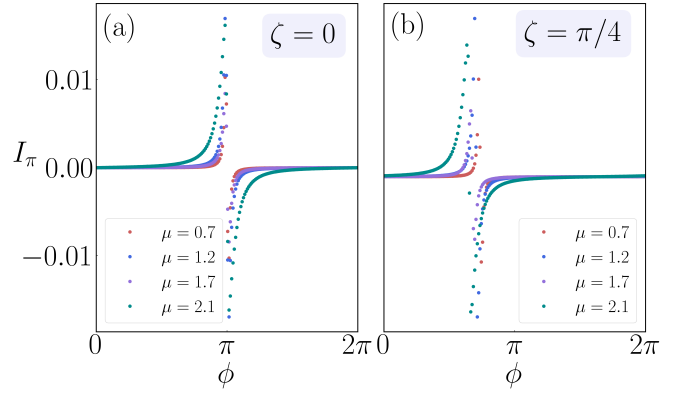 (a)
ζ = 0
(b)
ζ = π/4
0.01
0.00
−0.01
I_π
μ = 0.7
μ = 1.2
μ = 1.7
μ = 2.1
μ = 0.7
μ = 1.2
μ = 1.7
μ = 2.1
0 π 2π
0 π 2π
ϕ
ϕ